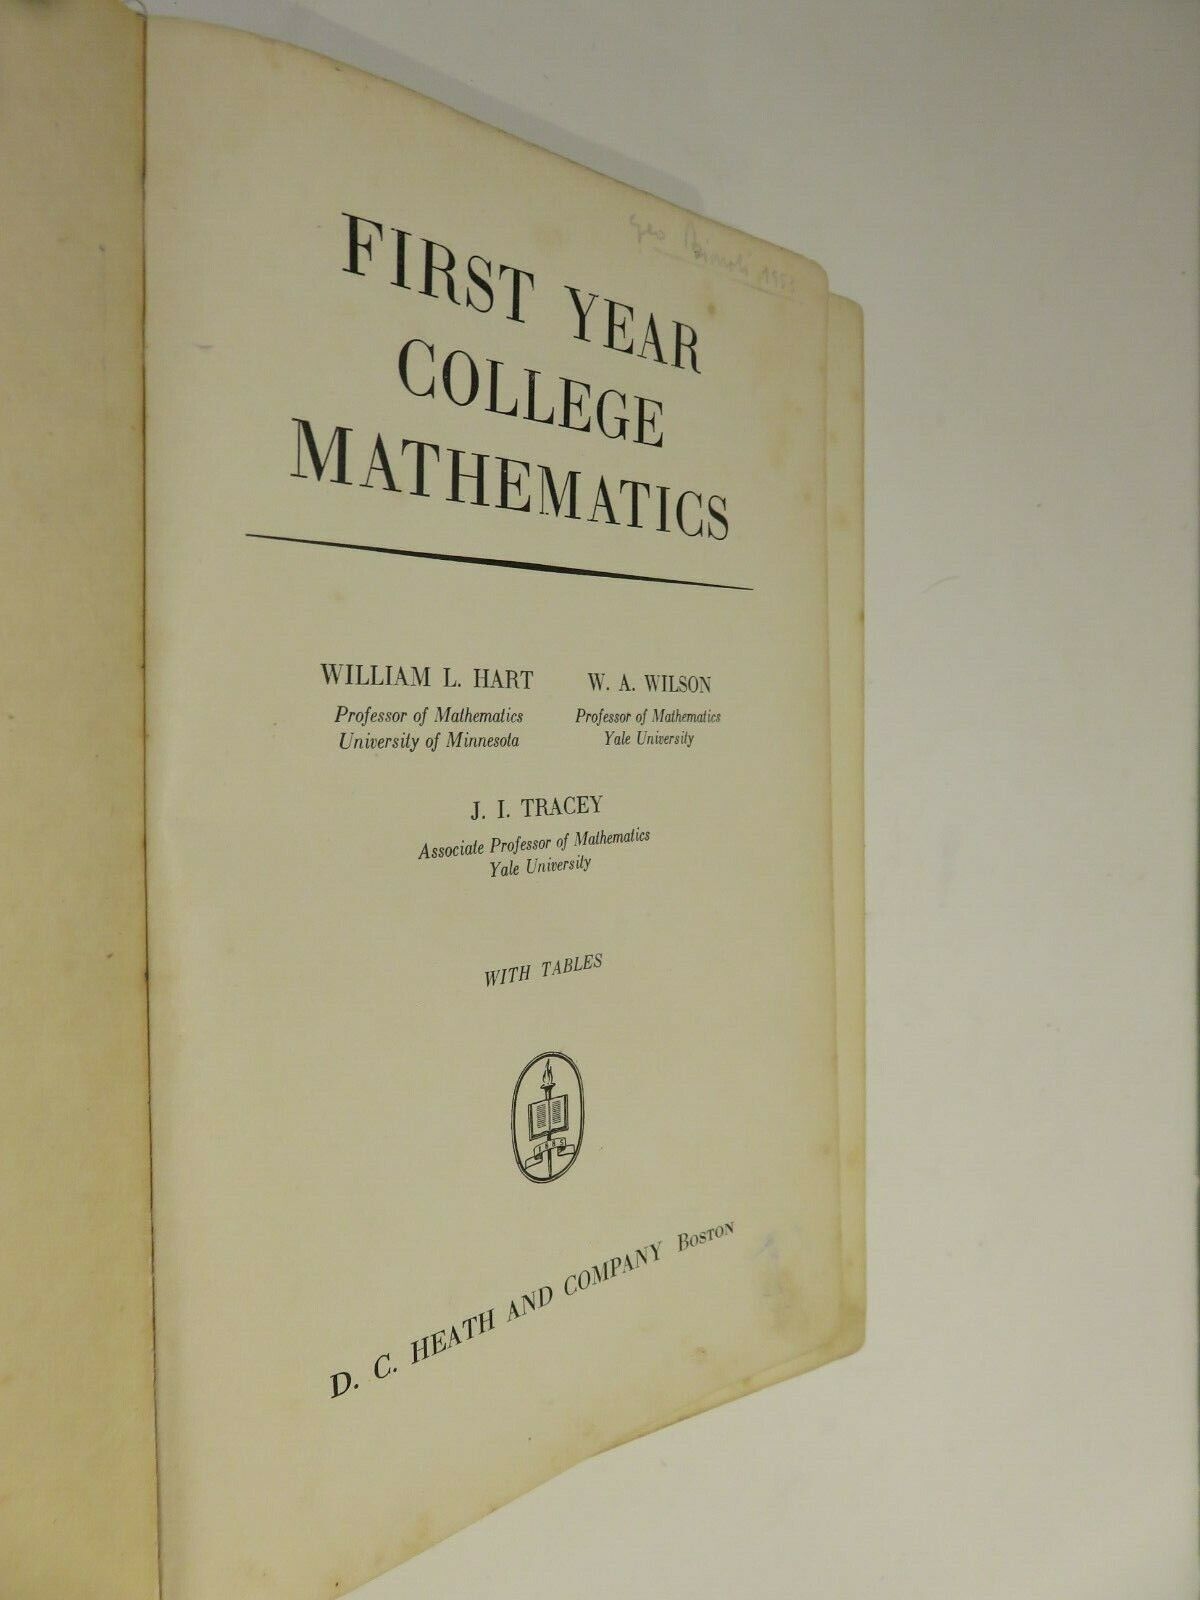 FIRST YEAR
COLLEGE
MATHEMATICS
WILLIAM L. HART
Professor of Mathematics
University of Minnesota
W. A. WILSON
Professor of Mathematics
Yale University
J. I. TRACEY
Associate Professor of Mathematics
Yale University
WITH TABLES
1885
D. C. HEATH AND COMPANY BOSTON